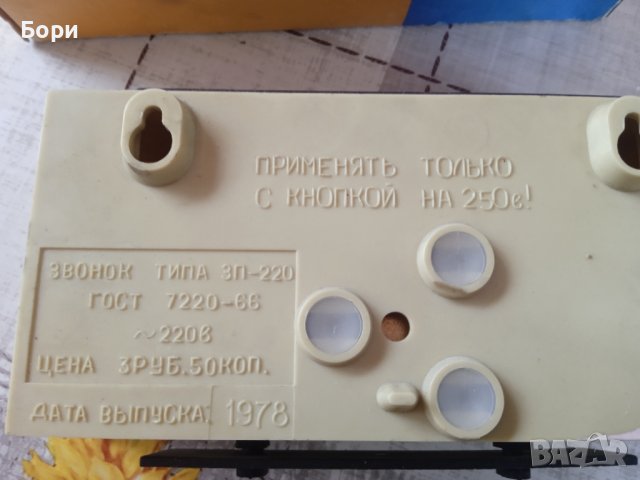 Бори
ПРИМЕНЯТЬ ТОЛЬКО
С КНОПКОЙ НА 250в!
ЗВОНОК ТИПА ЗП-220
ГОСТ 7220-66
~220в
ЦЕНА 3РУБ.50КОП.
ДАТА ВЫПУСКА: 1978
BAZAR